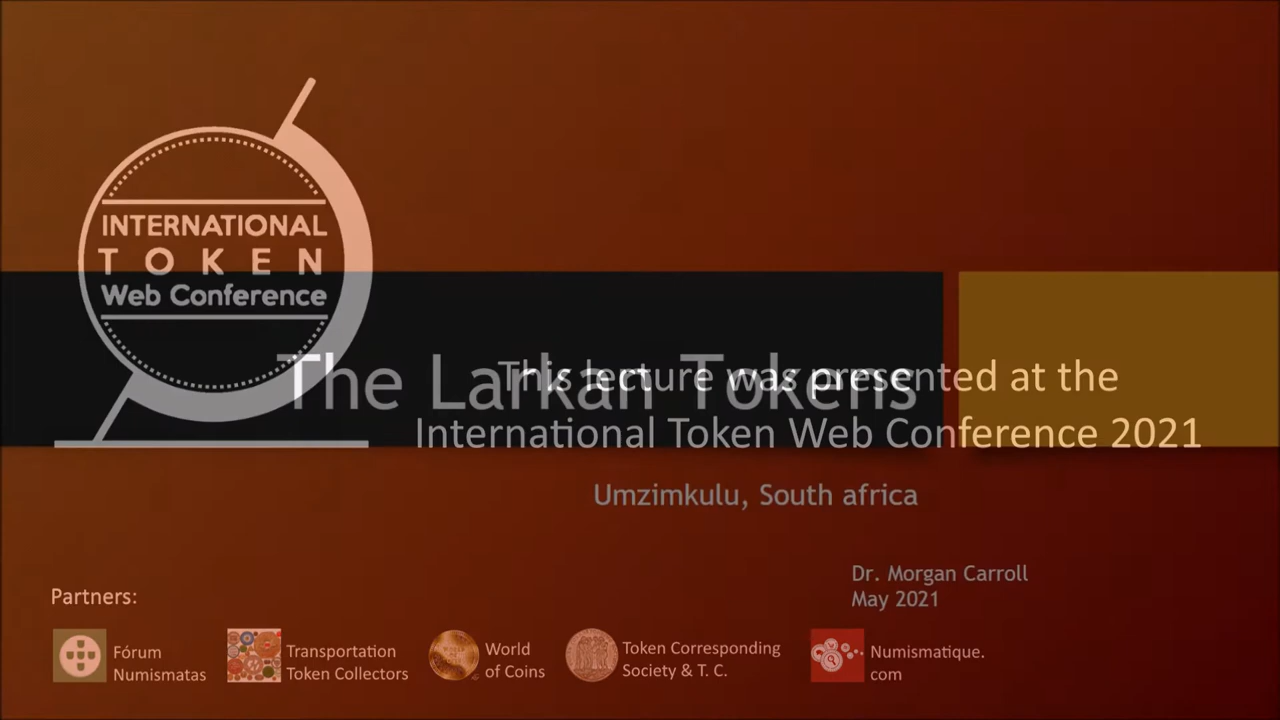 INTERNATIONAL
TOKEN
Web Conference
The Larkan Tokens
This lecture was presented at the
International Token Web Conference 2021
Umzimkulu, South africa
Dr. Morgan Carroll
May 2021
Partners:
Fórum
Numismatas
Transportation
Token Collectors
World
of Coins
Token Corresponding
Society & T. C.
Numismatique.
com